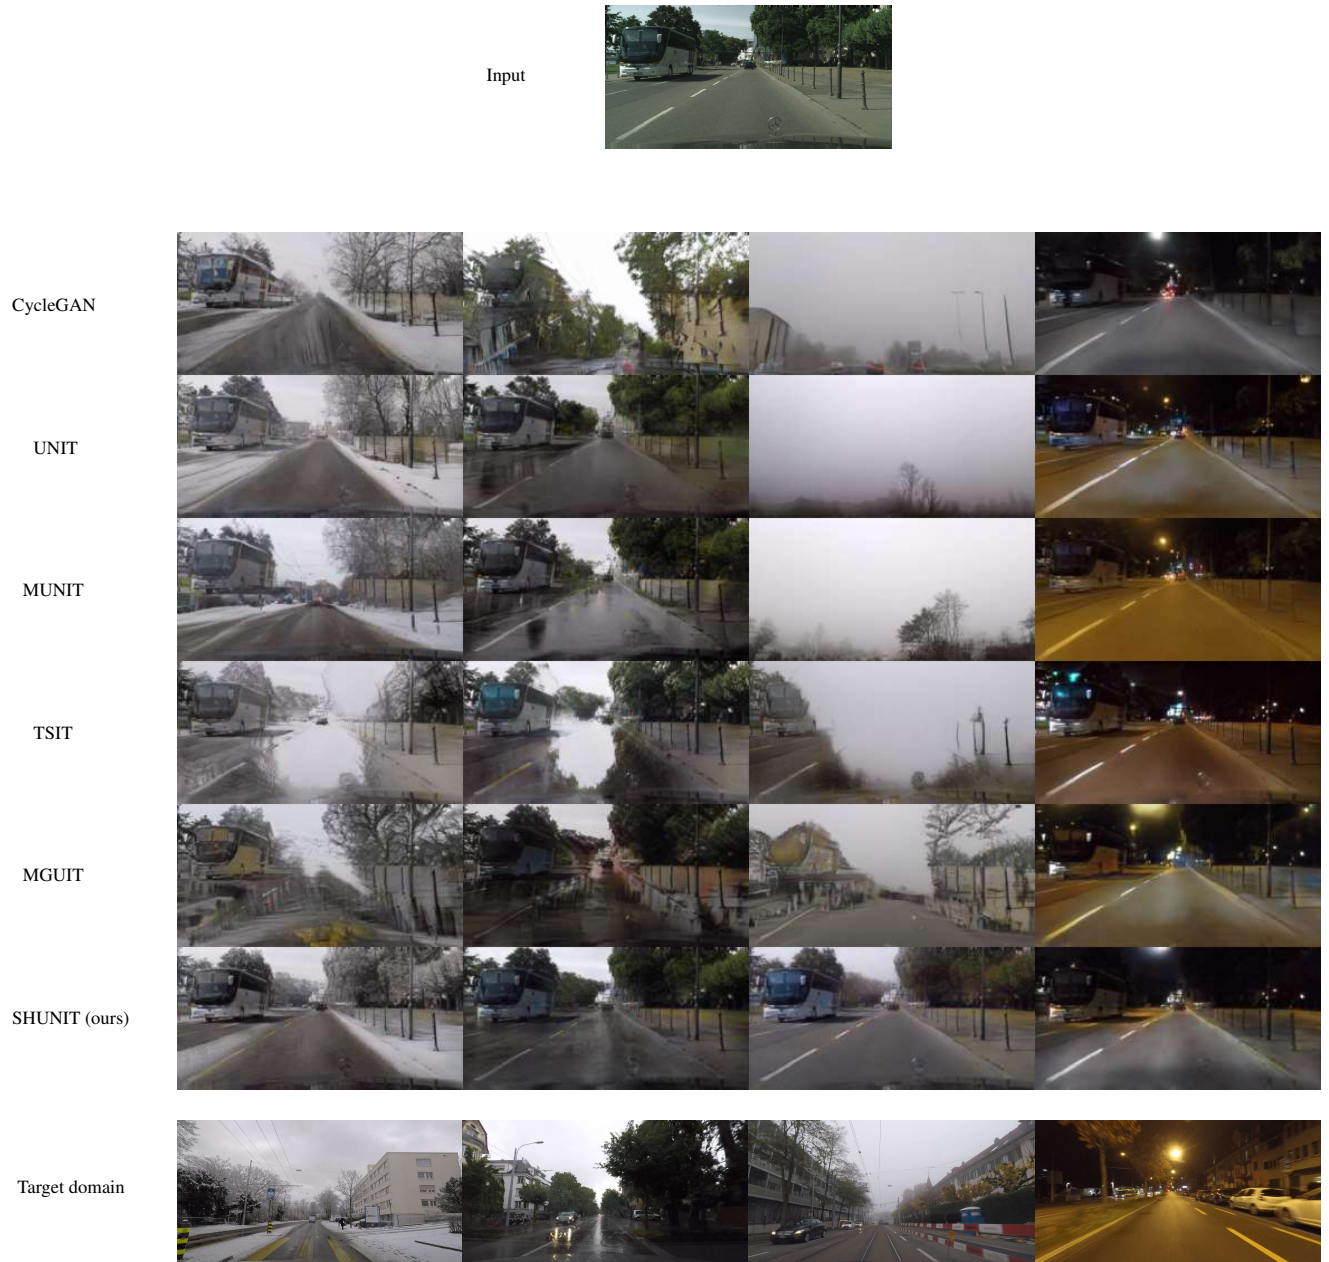 Input
CycleGAN
UNIT
MUNIT
TSIT
MGUIT
SHUNIT (ours)
Target domain